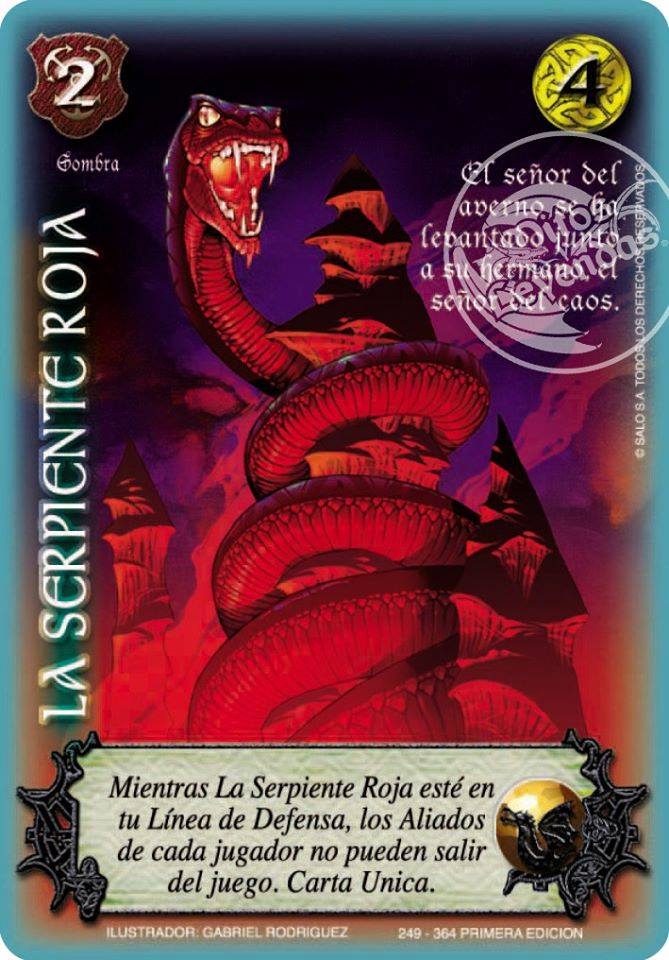 2
4
Sombra
LA SERPIENTE ROJA
El señor del
averno se ha
levantado junto
a su hermano, el
señor del caos.
Mitos
Leyendas
© SALO S.A. TODOS LOS DERECHOS RESERVADOS
Mientras La Serpiente Roja esté en
tu Línea de Defensa, los Aliados
de cada jugador no pueden salir
del juego. Carta Unica.
ILUSTRADOR: GABRIEL RODRIGUEZ 249 - 364 PRIMERA EDICION